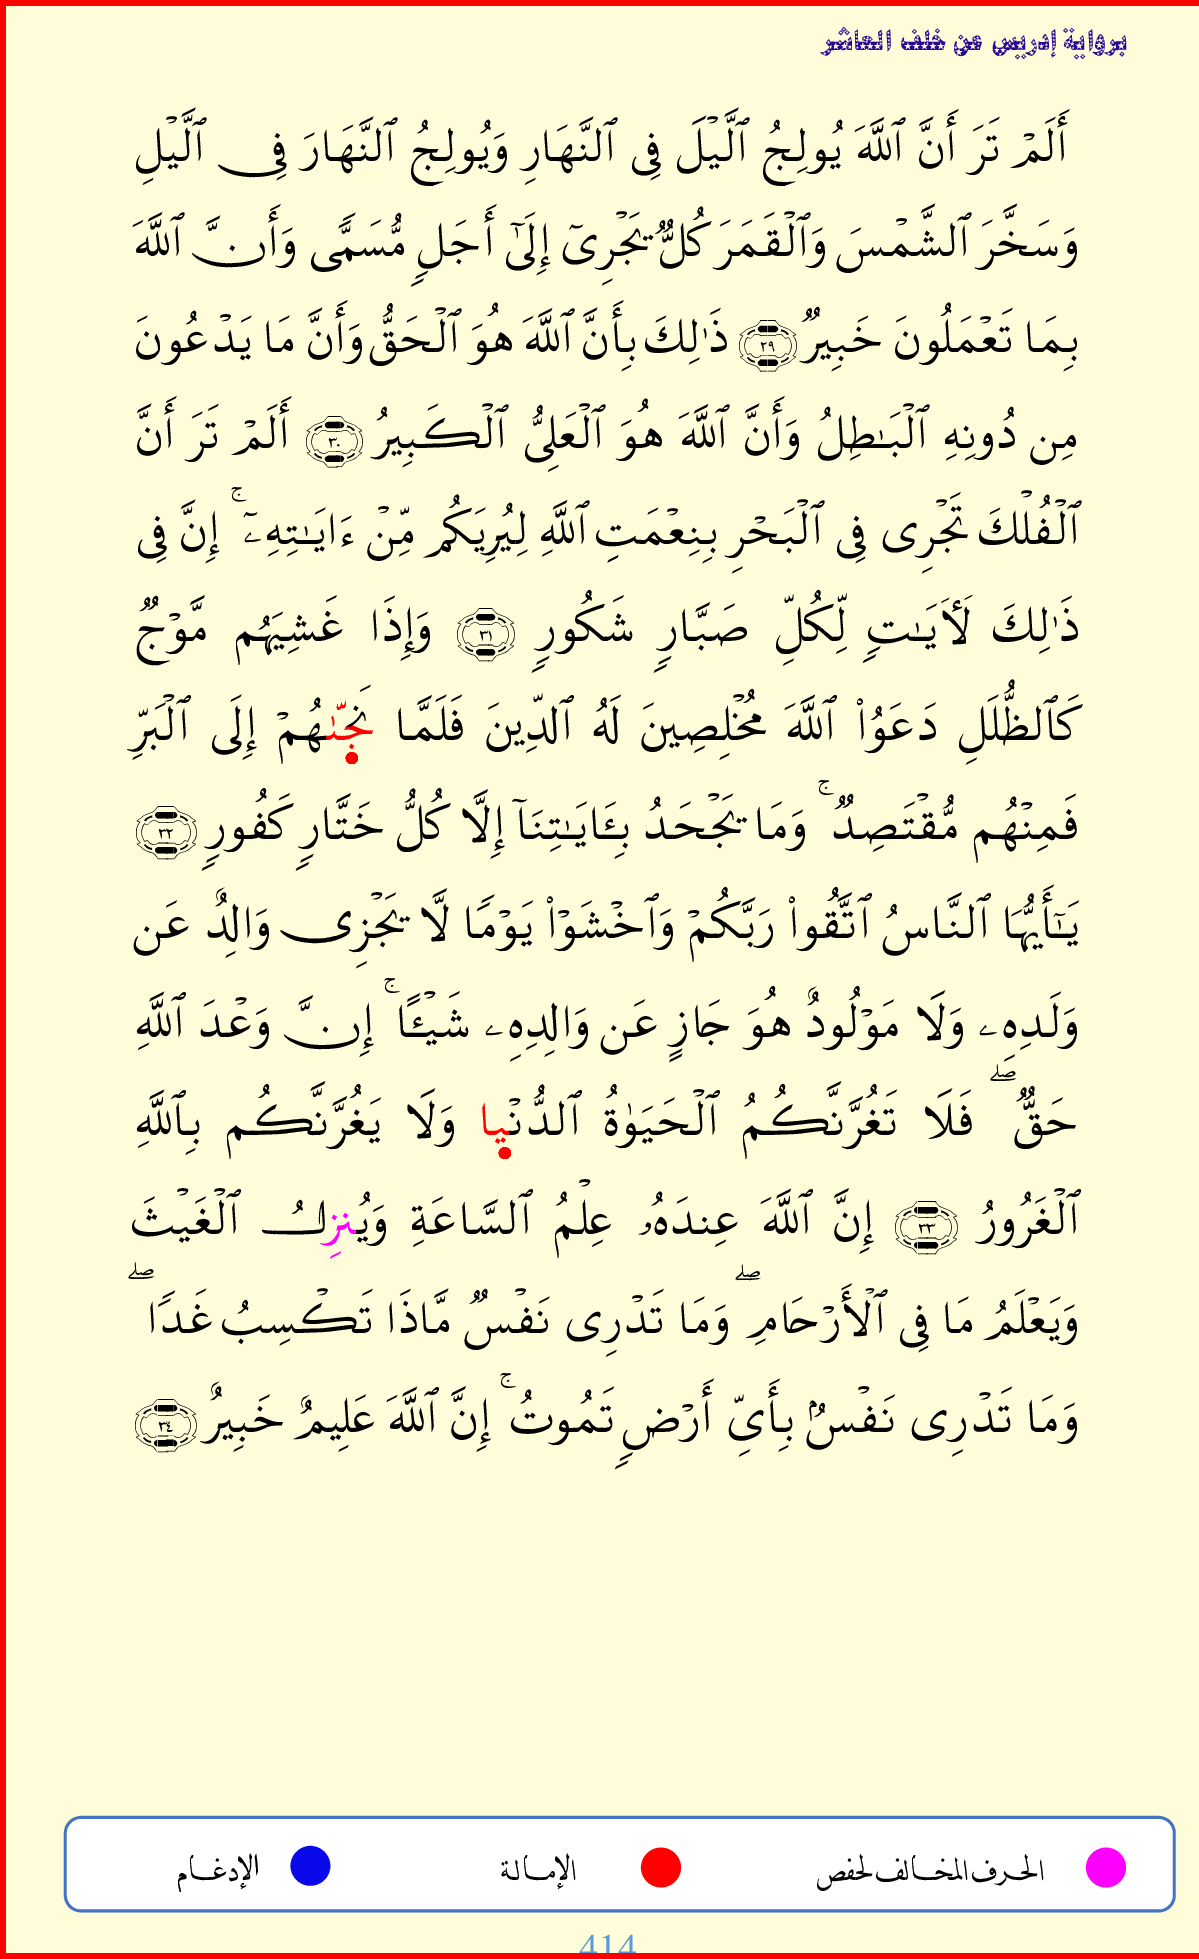 برواية إدريس عن خلف العاشر
أَلَمْ تَرَ أَنَّ ٱللَّهَ يُولِجُ ٱلَّيْلَ فِى ٱلنَّهَارِ وَيُولِجُ ٱلنَّهَارَ فِى ٱلَّيْلِ
وَسَخَّرَ ٱلشَّمْسَ وَٱلْقَمَرَ كُلٌّ يَجْرِىٓ إِلَىٰٓ أَجَلٍ مُّسَمًّى وَأَنَّ ٱللَّهَ
بِمَا تَعْمَلُونَ خَبِيرٌ ٢٩ ذَٰلِكَ بِأَنَّ ٱللَّهَ هُوَ ٱلْحَقُّ وَأَنَّ مَا يَدْعُونَ
مِن دُونِهِ ٱلْبَـٰطِلُ وَأَنَّ ٱللَّهَ هُوَ ٱلْعَلِىُّ ٱلْكَبِيرُ ٣٠ أَلَمْ تَرَ أَنَّ
ٱلْفُلْكَ تَجْرِى فِى ٱلْبَحْرِ بِنِعْمَتِ ٱللَّهِ لِيُرِيَكُم مِّنْ ءَايَـٰتِهِۦٓ ۚ إِنَّ فِى
ذَٰلِكَ لَأَيَـٰتٍ لِّكُلِّ صَبَّارٍ شَكُورٍ ٣١ وَإِذَا غَشِيَهُم مَّوْجٌ
كَٱلظُّلَلِ دَعَوُا۟ ٱللَّهَ مُخْلِصِينَ لَهُ ٱلدِّينَ فَلَمَّا نَجَّىٰهُمْ إِلَى ٱلْبَرِّ
فَمِنْهُم مُّقْتَصِدٌ ۚ وَمَا يَجْحَدُ بِـَٔايَـٰتِنَآ إِلَّا كُلُّ خَتَّارٍ كَفُورٍ ٣٢
يَـٰٓأَيُّهَا ٱلنَّاسُ ٱتَّقُوا۟ رَبَّكُمْ وَٱخْشَوْا۟ يَوْمًا لَّا يَجْزِى وَالِدٌ عَن
وَلَدِهِۦ وَلَا مَوْلُودٌ هُوَ جَازٍ عَن وَالِدِهِۦ شَيْـًٔا ۚ إِنَّ وَعْدَ ٱللَّهِ
حَقٌّ ۖ فَلَا تَغُرَّنَّكُمُ ٱلْحَيَوٰةُ ٱلدُّنْيا وَلَا يَغُرَّنَّكُم بِٱللَّهِ
ٱلْغَرُورُ ٣٣ إِنَّ ٱللَّهَ عِندَهُۥ عِلْمُ ٱلسَّاعَةِ وَيُنزِلُ ٱلْغَيْثَ
وَيَعْلَمُ مَا فِى ٱلْأَرْحَامِ ۖ وَمَا تَدْرِى نَفْسٌ مَّاذَا تَكْسِبُ غَدًا ۖ
وَمَا تَدْرِى نَفْسٌۢ بِأَىِّ أَرْضٍ تَمُوتُ ۚ إِنَّ ٱللَّهَ عَلِيمٌ خَبِيرٌ ٣٤
الحرف المخالف لحفص الإمالة الإدغام
414